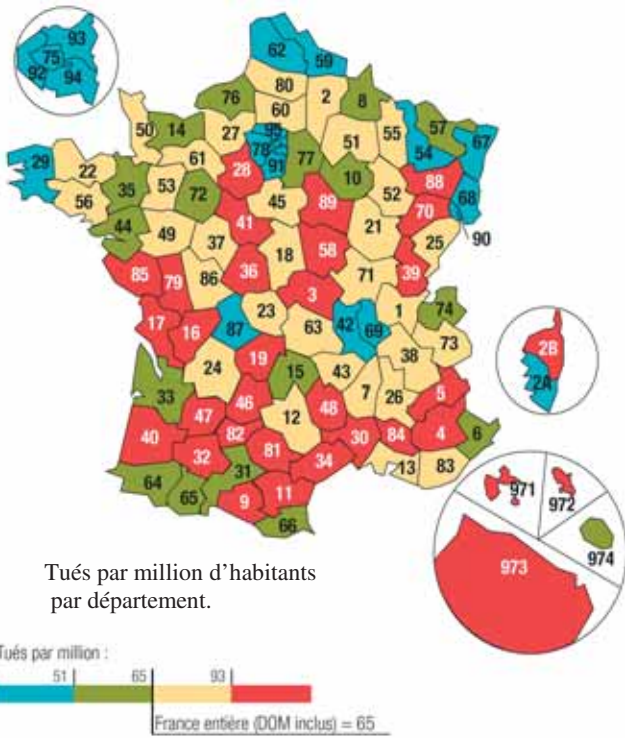 93
75
92 94
62 59
80
76 60 2 8
50 14 27 95 57
78 51 55 67
29 22 61 91 77 54
35 53 28 10 88
56 72 45 89 52 68
44 41 70
49 37 21 90
18 58 25
85 79 86 36 71 39
3
17 16 23 1 74
87 42 69
63 73 2B
24 19 38 2A
15 43
33 46 7 26 5
47 12 48
40 82 30 84 4 6
32 81 34 13 83
31
64 65 11
9 66
971 972
974
973
Tués par million d'habitants
par département.
Tués par million :
51 65 93
France entière (DOM inclus) = 65